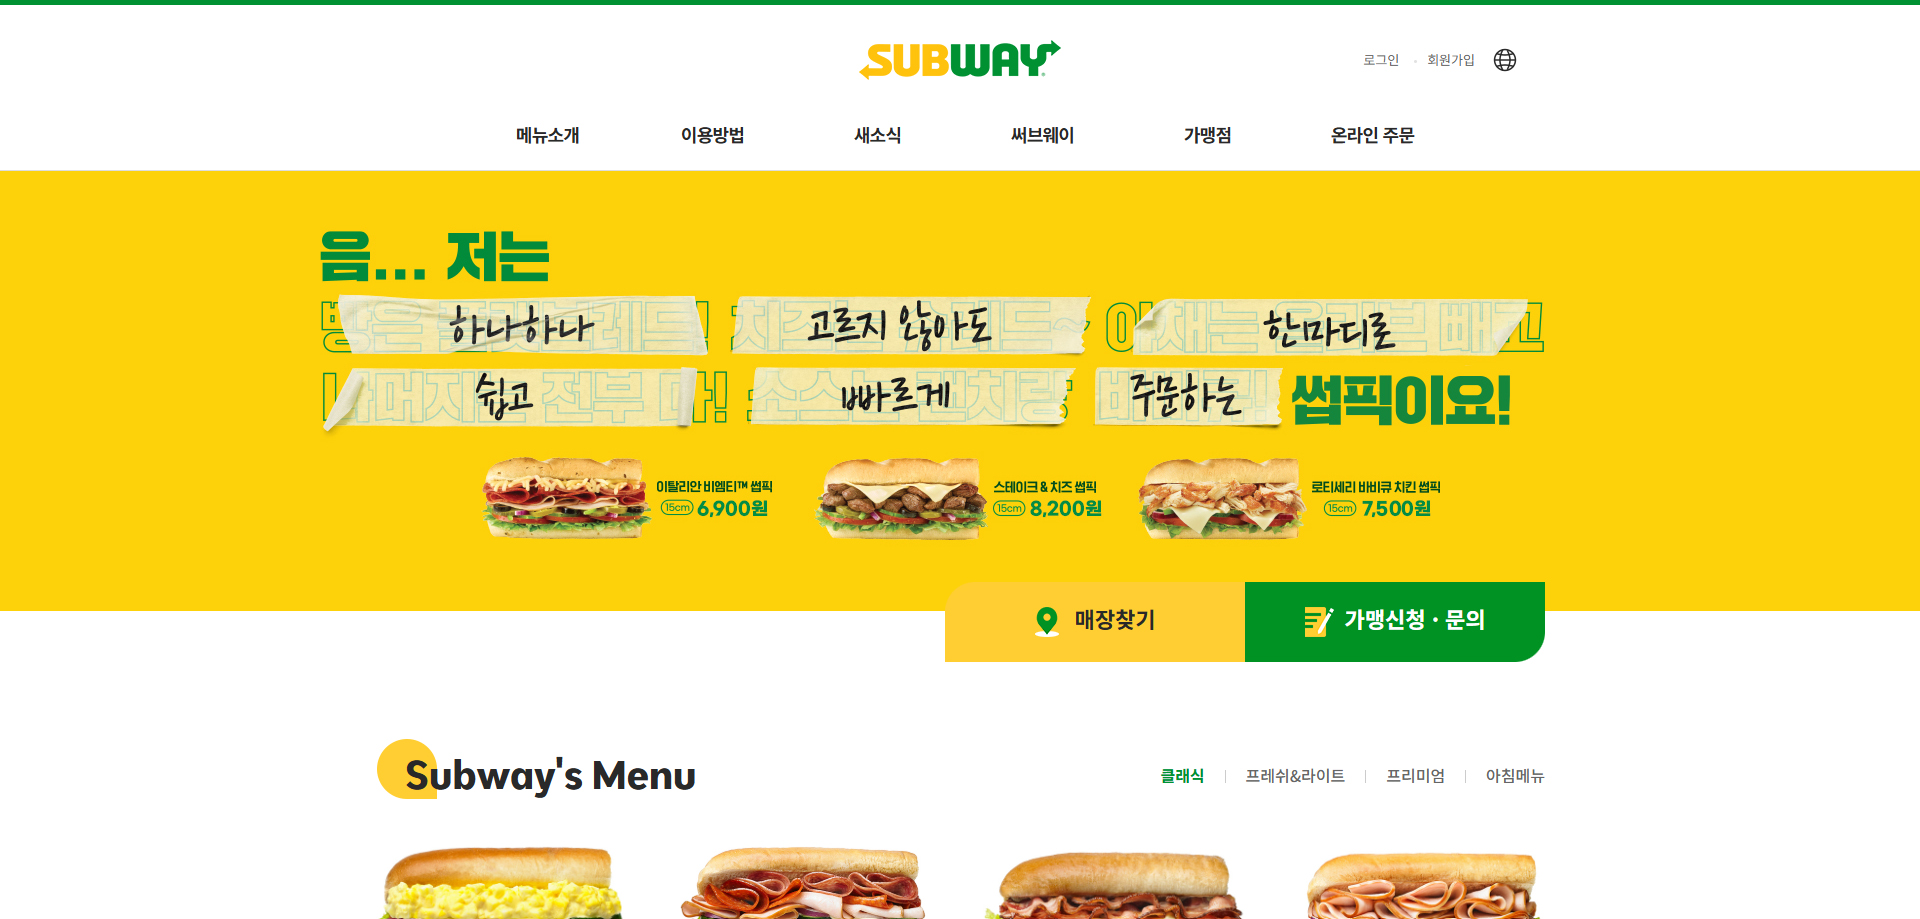 SUBWAY
로그인 회원가입
메뉴소개 이용방법 새소식 써브웨이 가맹점 온라인 주문
음... 저는
하나하나 고르지 않아도 한마디로
쉽고 빠르게 주문하는 썹픽이요!
이탈리안 비엠티™ 썹픽
15cm 6,900원
스테이크 & 치즈 썹픽
15cm 8,200원
로티세리 바비큐 치킨 썹픽
15cm 7,500원
매장찾기 가맹신청 · 문의
Subway's Menu
클래식 프레쉬&라이트 프리미엄 아침메뉴